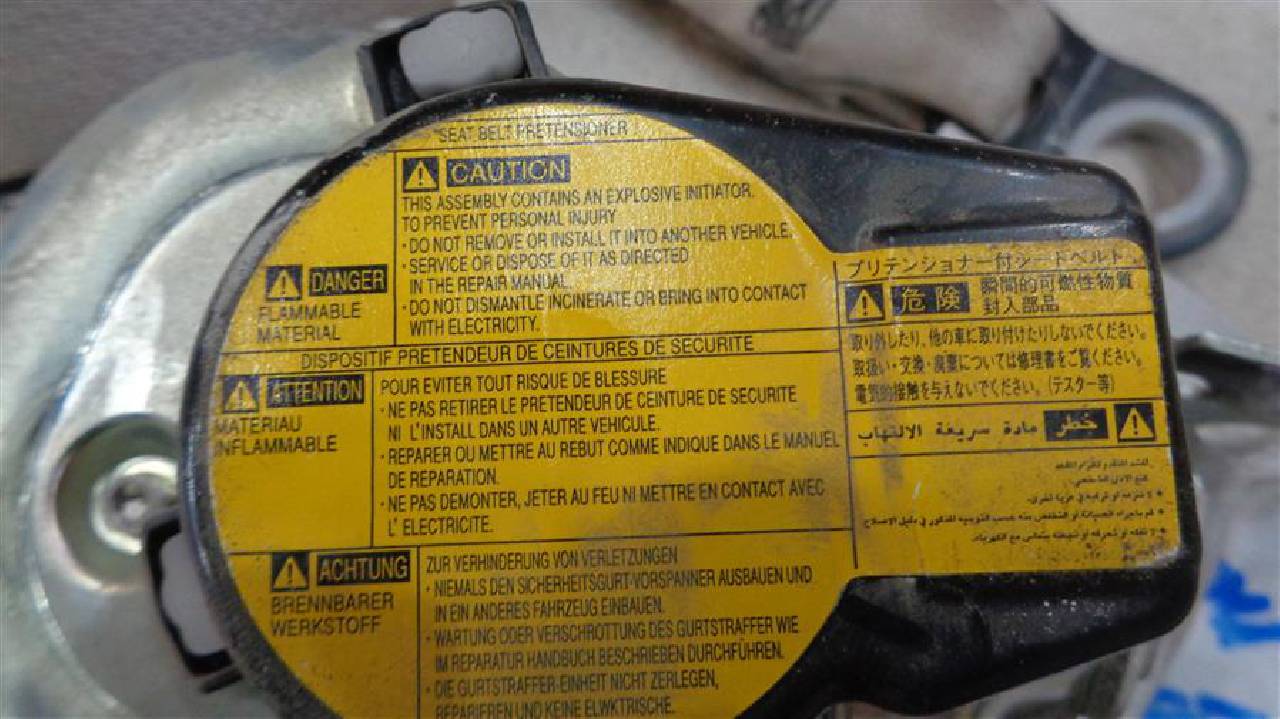 SEAT BELT PRETENSIONER
CAUTION
THIS ASSEMBLY CONTAINS AN EXPLOSIVE INITIATOR.
TO PREVENT PERSONAL INJURY
· DO NOT REMOVE OR INSTALL IT INTO ANOTHER VEHICLE.
· SERVICE OR DISPOSE OF IT AS DIRECTED
IN THE REPAIR MANUAL.
· DO NOT DISMANTLE INCINERATE OR BRING INTO CONTACT
WITH ELECTRICITY.
DANGER
FLAMMABLE
MATERIAL
DISPOSITIF PRETENDEUR DE CEINTURES DE SECURITE
ATTENTION
MATERIAU
INFLAMMABLE
POUR EVITER TOUT RISQUE DE BLESSURE
· NE PAS RETIRER LE PRETENDEUR DE CEINTURE DE SECURITE
NI L'INSTALL DANS UN AUTRE VEHICULE.
· REPARER OU METTRE AU REBUT COMME INDIQUE DANS LE MANUEL
DE REPARATION.
· NE PAS DEMONTER, JETER AU FEU NI METTRE EN CONTACT AVEC
L' ELECTRICITE.
ACHTUNG
BRENNBARER
WERKSTOFF
ZUR VERHINDERUNG VON VERLETZUNGEN
· NIEMALS DEN SICHERHEITSGURT-VORSPANNER AUSBAUEN UND
IN EIN ANDERES FAHRZEUG EINBAUEN.
· WARTUNG ODER VERSCHROTTUNG DES GURTSTRAFFER WIE
IM REPARATUR HANDBUCH BESCHRIEBEN DURCHFÜHREN.
· DIE GURTSTRAFFER-EINHEIT NICHT ZERLEGEN,
REPARIEREN UND KEINE ELWKTRISCHE.
プリテンショナー付シートベルト
危険
瞬間的可燃性物質
封入部品
取り外したり、他の車に取り付けたりしないでください。
取扱い・交換・廃棄については修理書をご覧ください。
電気的接触を与えないでください。(テスター等)
خطر مادة سريعة الالتهاب